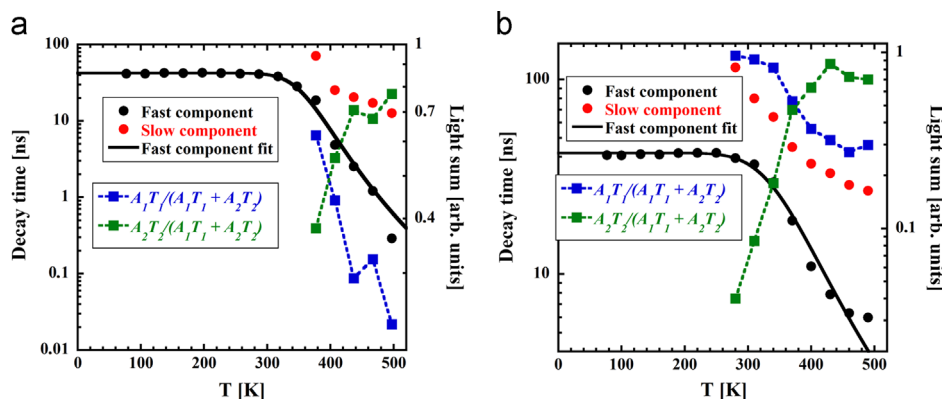 a
100
10
1
0.1
0.01
Decay time [ns]
0 100 200 300 400 500
T [K]
1
0.7
0.4
Light sum [arb. units]
Fast component
Slow component
Fast component fit
A₁T₁/(A₁T₁ + A₂T₂)
A₂T₂/(A₁T₁ + A₂T₂)
b
100
10
Decay time [ns]
0 100 200 300 400 500
T [K]
1
0.1
Light sum [arb. units]
Fast component
Slow component
Fast component fit
A₁T₁/(A₁T₁ + A₂T₂)
A₂T₂/(A₁T₁ + A₂T₂)